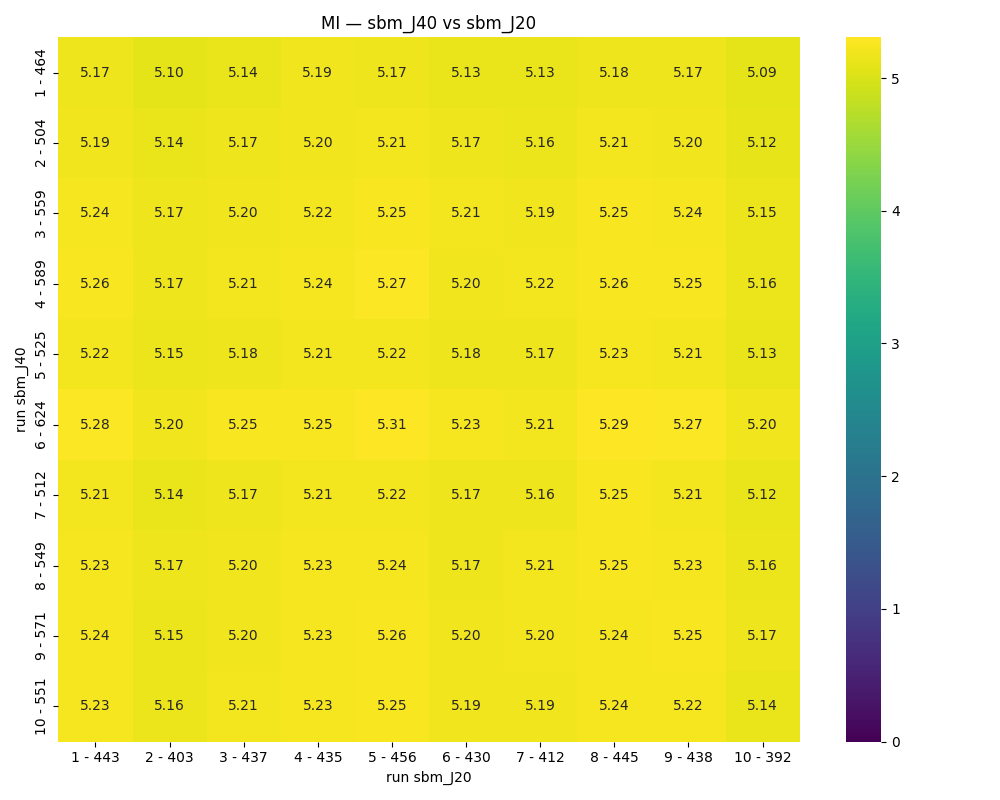 MI — sbm_J40 vs sbm_J20
run sbm_J40
1 - 464 5.17 5.10 5.14 5.19 5.17 5.13 5.13 5.18 5.17 5.09
2 - 504 5.19 5.14 5.17 5.20 5.21 5.17 5.16 5.21 5.20 5.12
3 - 559 5.24 5.17 5.20 5.22 5.25 5.21 5.19 5.25 5.24 5.15
4 - 589 5.26 5.17 5.21 5.24 5.27 5.20 5.22 5.26 5.25 5.16
5 - 525 5.22 5.15 5.18 5.21 5.22 5.18 5.17 5.23 5.21 5.13
6 - 624 5.28 5.20 5.25 5.25 5.31 5.23 5.21 5.29 5.27 5.20
7 - 512 5.21 5.14 5.17 5.21 5.22 5.17 5.16 5.25 5.21 5.12
8 - 549 5.23 5.17 5.20 5.23 5.24 5.17 5.21 5.25 5.23 5.16
9 - 571 5.24 5.15 5.20 5.23 5.26 5.20 5.20 5.24 5.25 5.17
10 - 551 5.23 5.16 5.21 5.23 5.25 5.19 5.19 5.24 5.22 5.14
1 - 443 2 - 403 3 - 437 4 - 435 5 - 456 6 - 430 7 - 412 8 - 445 9 - 438 10 - 392
run sbm_J20
5
4
3
2
1
0